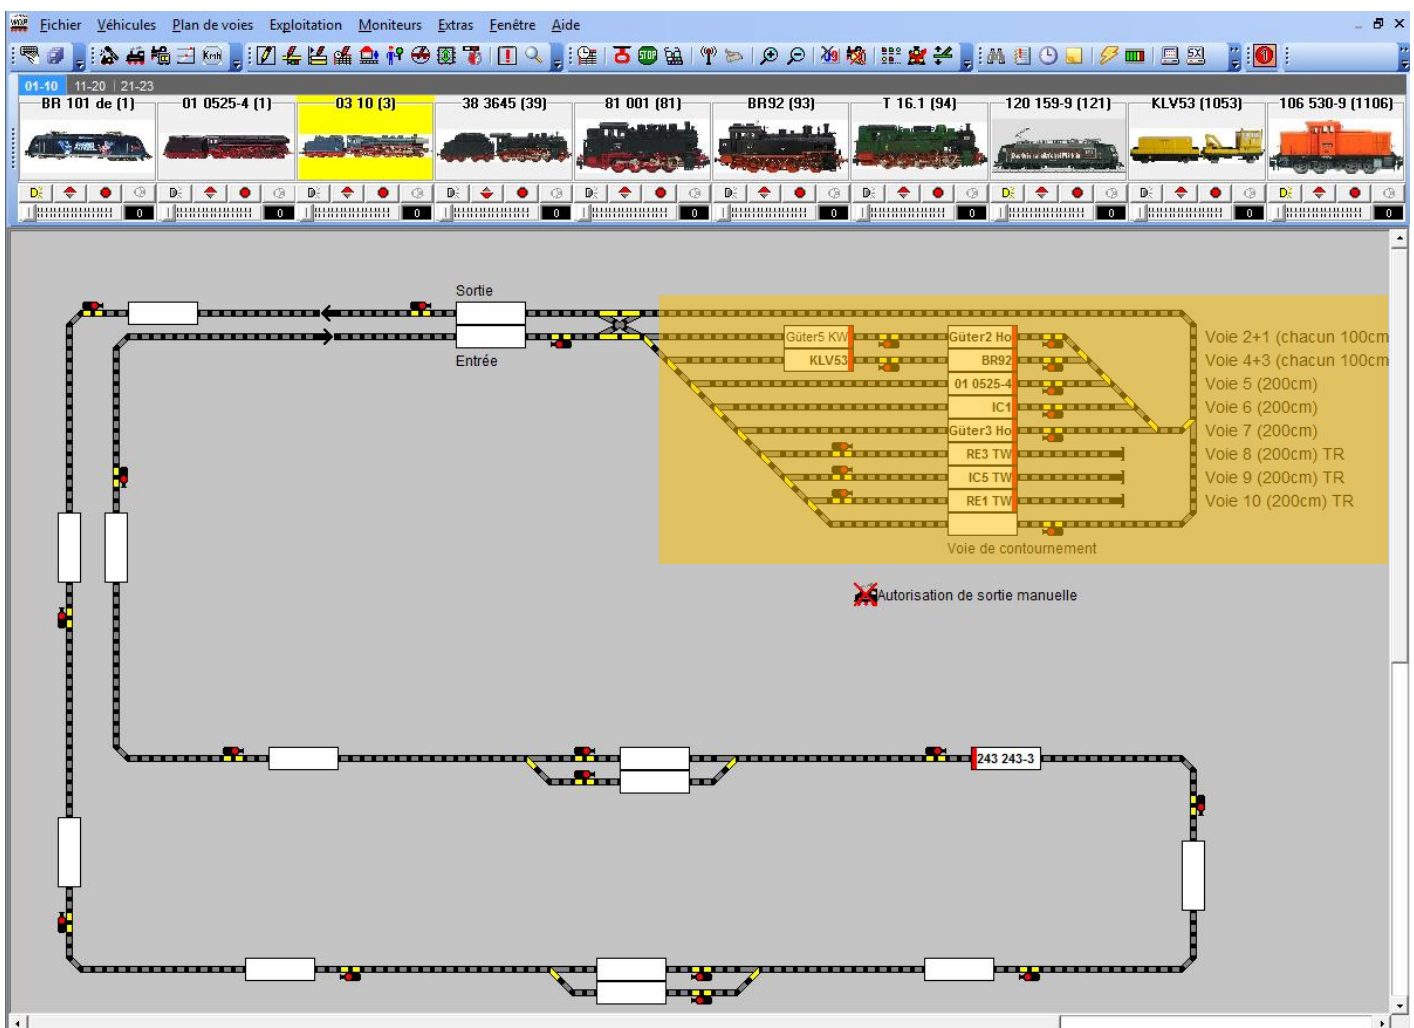 Fichier Véhicules Plan de voies Exploitation Moniteurs Extras Fenêtre Aide
01-10 11-20 21-23
BR 101 de (1) 01 0525-4 (1) 03 10 (3) 38 3645 (39) 81 001 (81) BR92 (93) T 16.1 (94) 120 159-9 (121) KLV53 (1053) 106 530-9 (1106)
0 0 0 0 0 0 0 0 0 0
Sortie
Entrée
Güter5 KW Güter2 Ho Voie 2+1 (chacun 100cm
KLV53 BR92 Voie 4+3 (chacun 100cm
01 0525-4 Voie 5 (200cm)
IC1 Voie 6 (200cm)
Güter3 Ho Voie 7 (200cm)
RE3 TW Voie 8 (200cm) TR
IC5 TW Voie 9 (200cm) TR
RE1 TW Voie 10 (200cm) TR
Voie de contournement
Autorisation de sortie manuelle
243 243-3